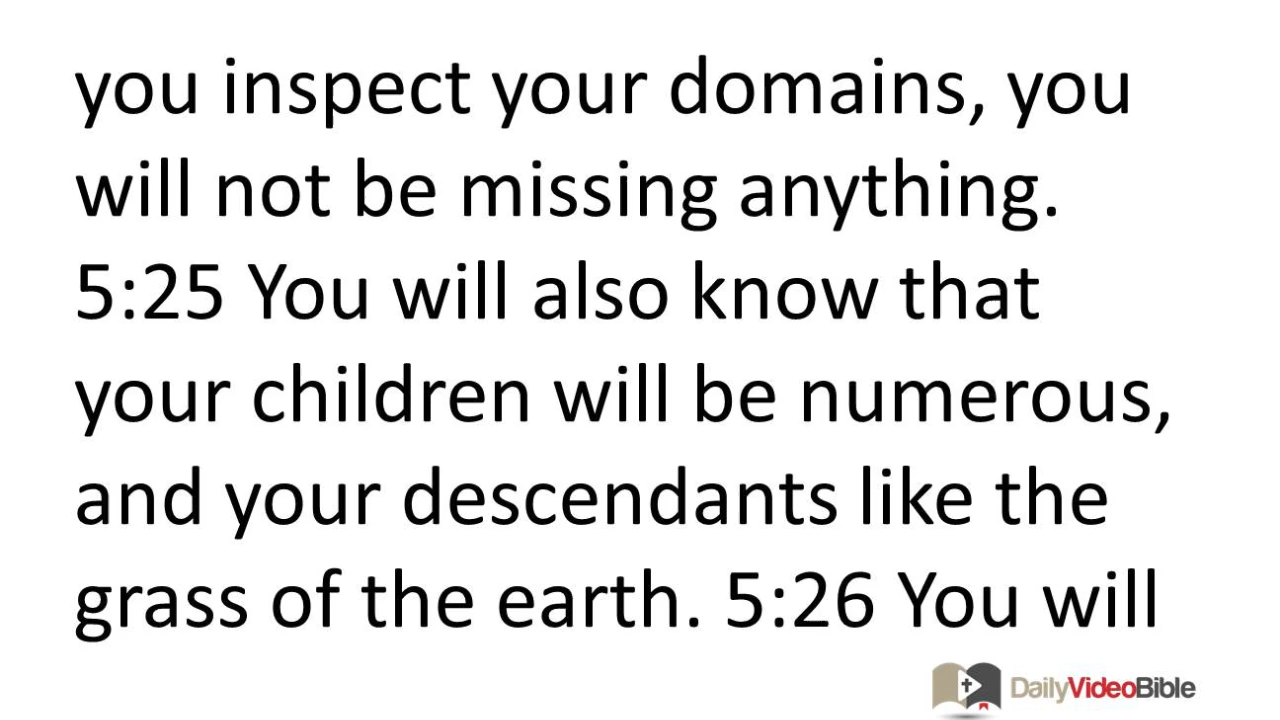 you inspect your domains, you
will not be missing anything.
5:25 You will also know that
your children will be numerous,
and your descendants like the
grass of the earth. 5:26 You will
DailyVideoBible